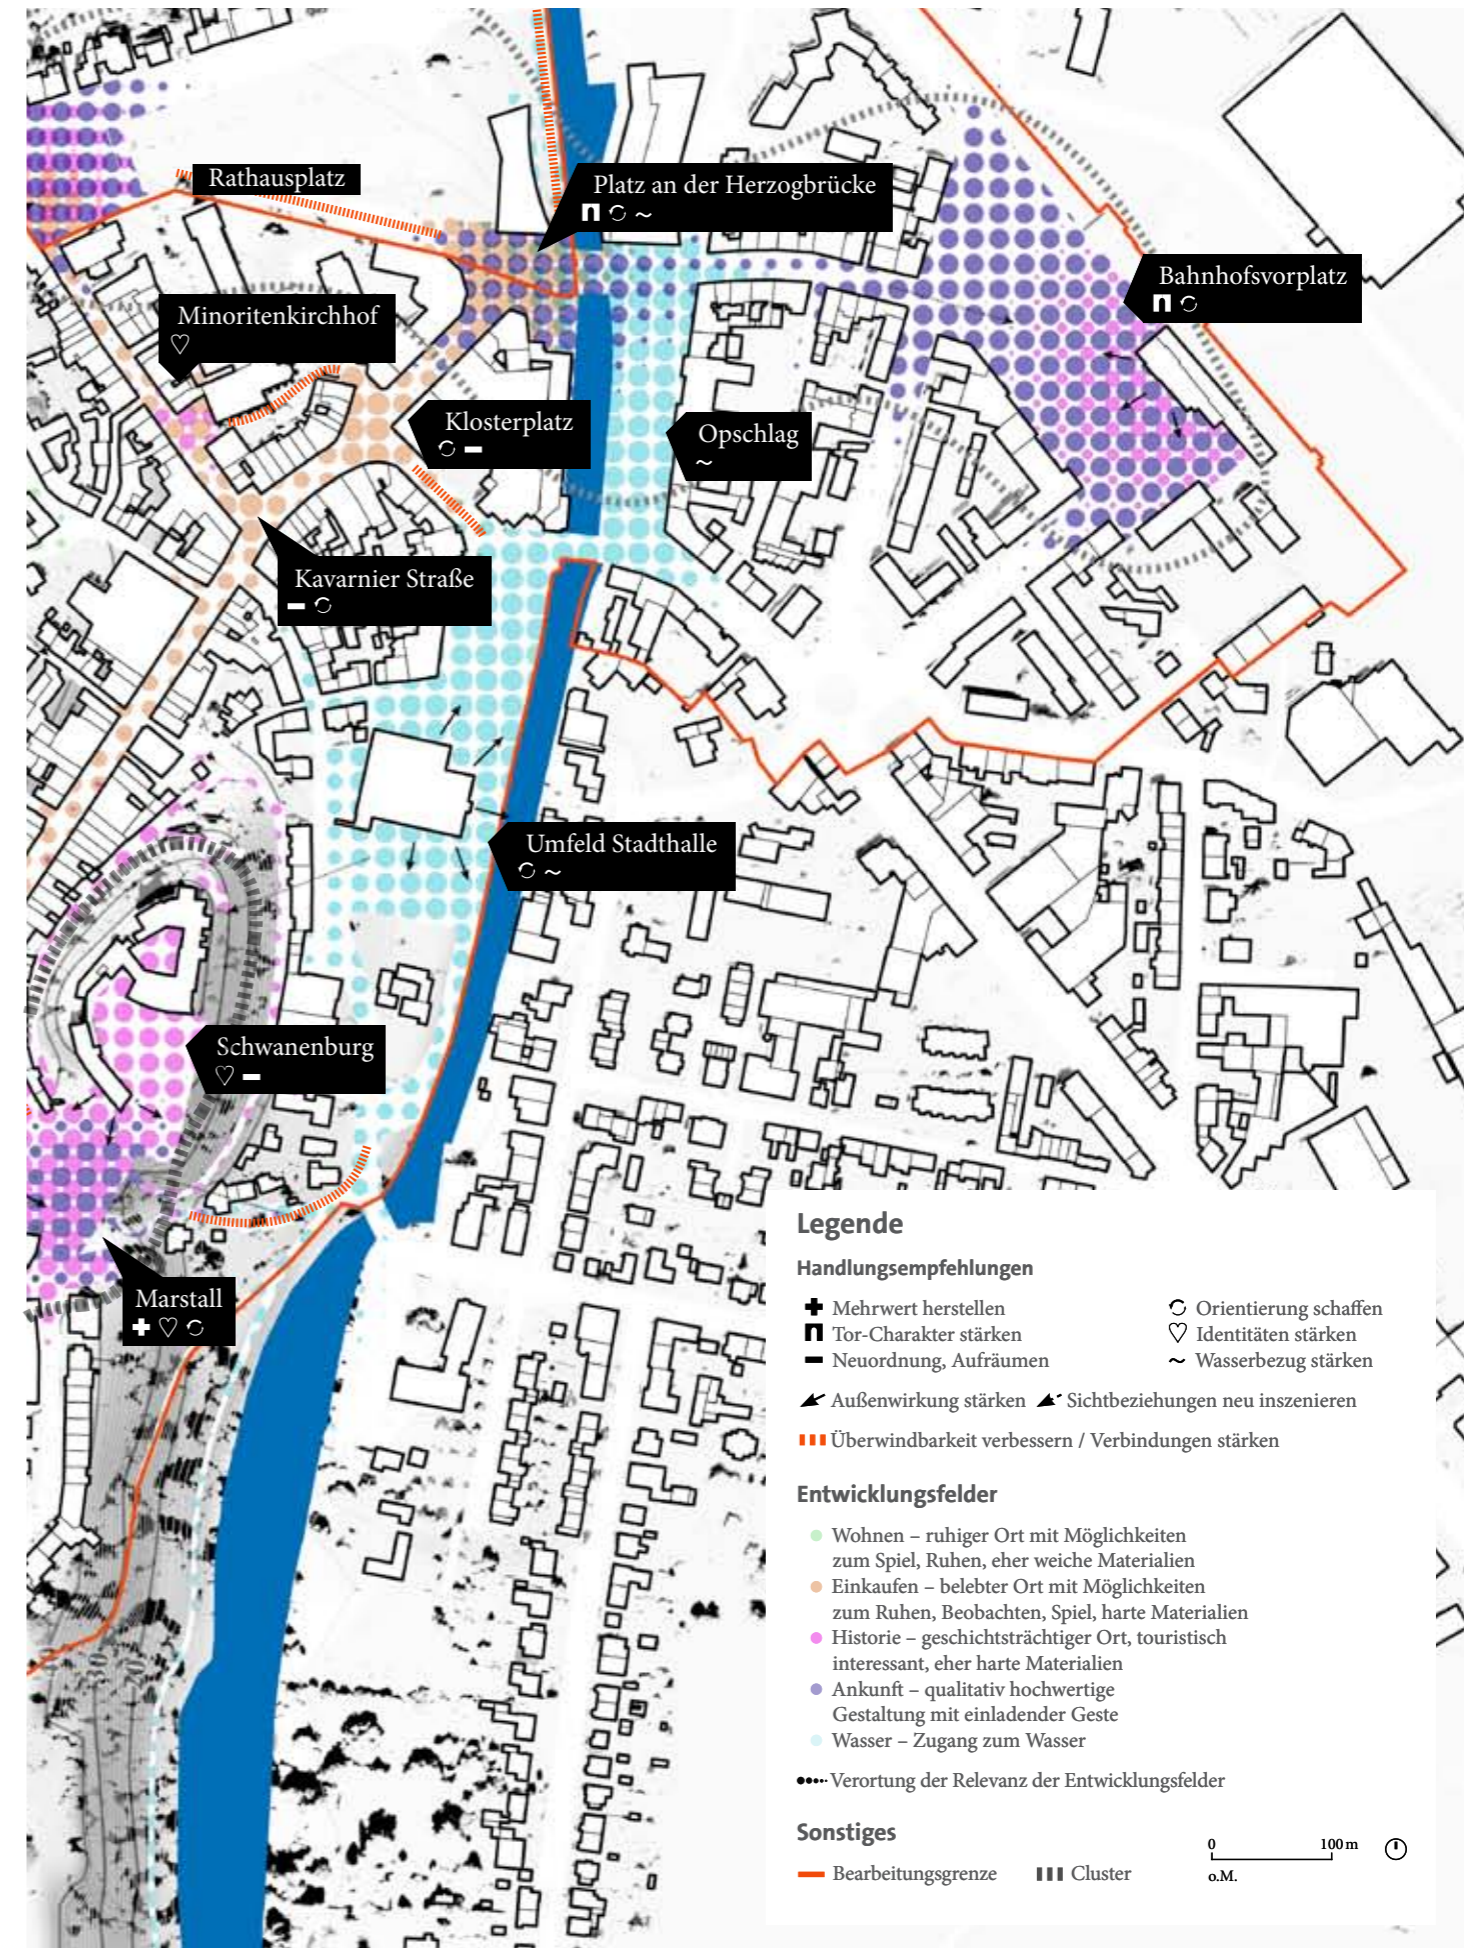 Rathausplatz
Platz an der Herzogbrücke
Bahnhofsvorplatz
Minoritenkirchhof
Klosterplatz
Opschlag
Kavarnier Straße
Umfeld Stadthalle
Schwanenburg
Marstall
Legende
Handlungsempfehlungen
Mehrwert herstellen
Tor-Charakter stärken
Neuordnung, Aufräumen
Orientierung schaffen
Identitäten stärken
Wasserbezug stärken
Außenwirkung stärken
Sichtbeziehungen neu inszenieren
Überwindbarkeit verbessern / Verbindungen stärken
Entwicklungsfelder
Wohnen – ruhiger Ort mit Möglichkeiten
zum Spiel, Ruhen, eher weiche Materialien
Einkaufen – belebter Ort mit Möglichkeiten
zum Ruhen, Beobachten, Spiel, harte Materialien
Historie – geschichtsträchtiger Ort, touristisch
interessant, eher harte Materialien
Ankunft – qualitativ hochwertige
Gestaltung mit einladender Geste
Wasser – Zugang zum Wasser
Verortung der Relevanz der Entwicklungsfelder
Sonstiges
Bearbeitungsgrenze
Cluster
0 100 m
o.M.